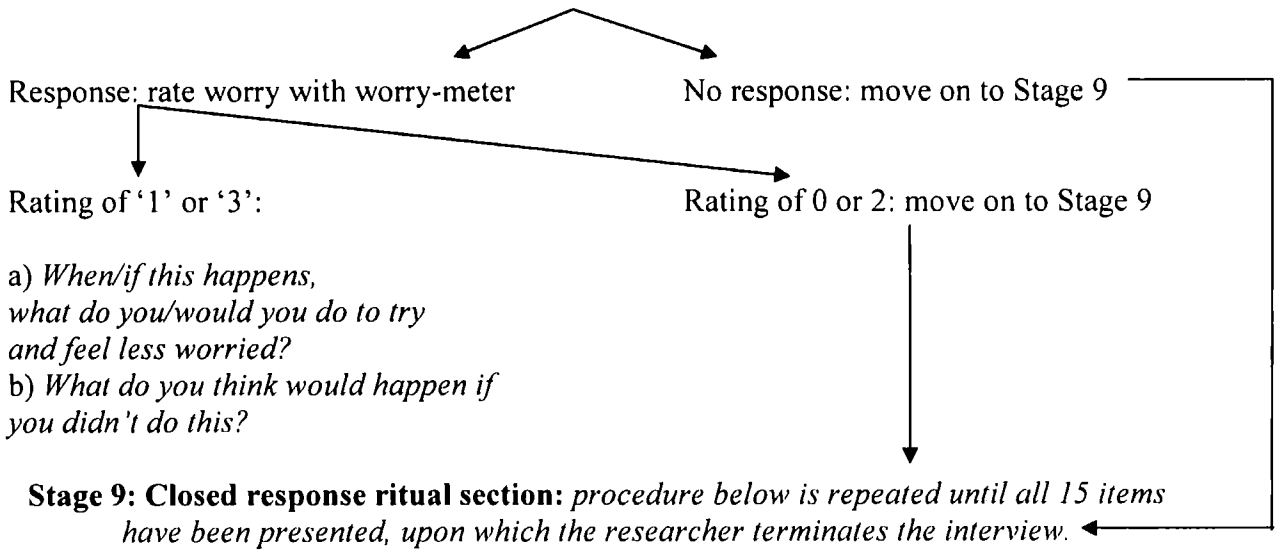 Response: rate worry with worry-meter
No response: move on to Stage 9
Rating of ‘1’ or ‘3’:
Rating of 0 or 2: move on to Stage 9
a) When/if this happens,
what do you/would you do to try
and feel less worried?
b) What do you think would happen if
you didn't do this?
Stage 9: Closed response ritual section: procedure below is repeated until all 15 items
have been presented, upon which the researcher terminates the interview.